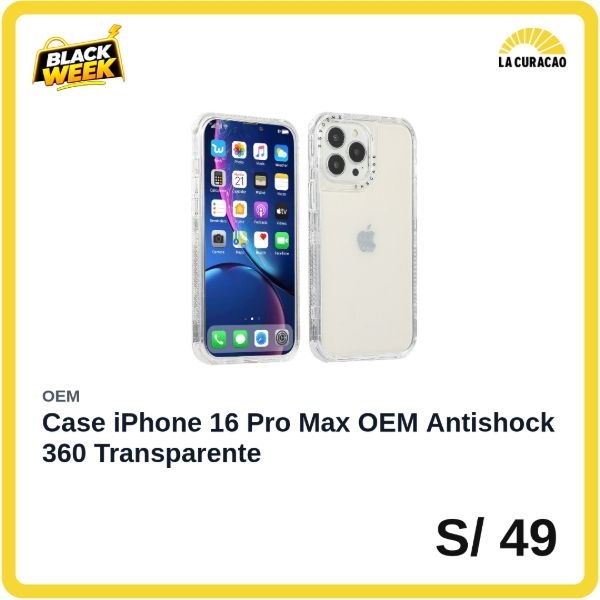 BLACK
WEEK
LA CURACAO
OEM
Case iPhone 16 Pro Max OEM Antishock
360 Transparente
S/ 49